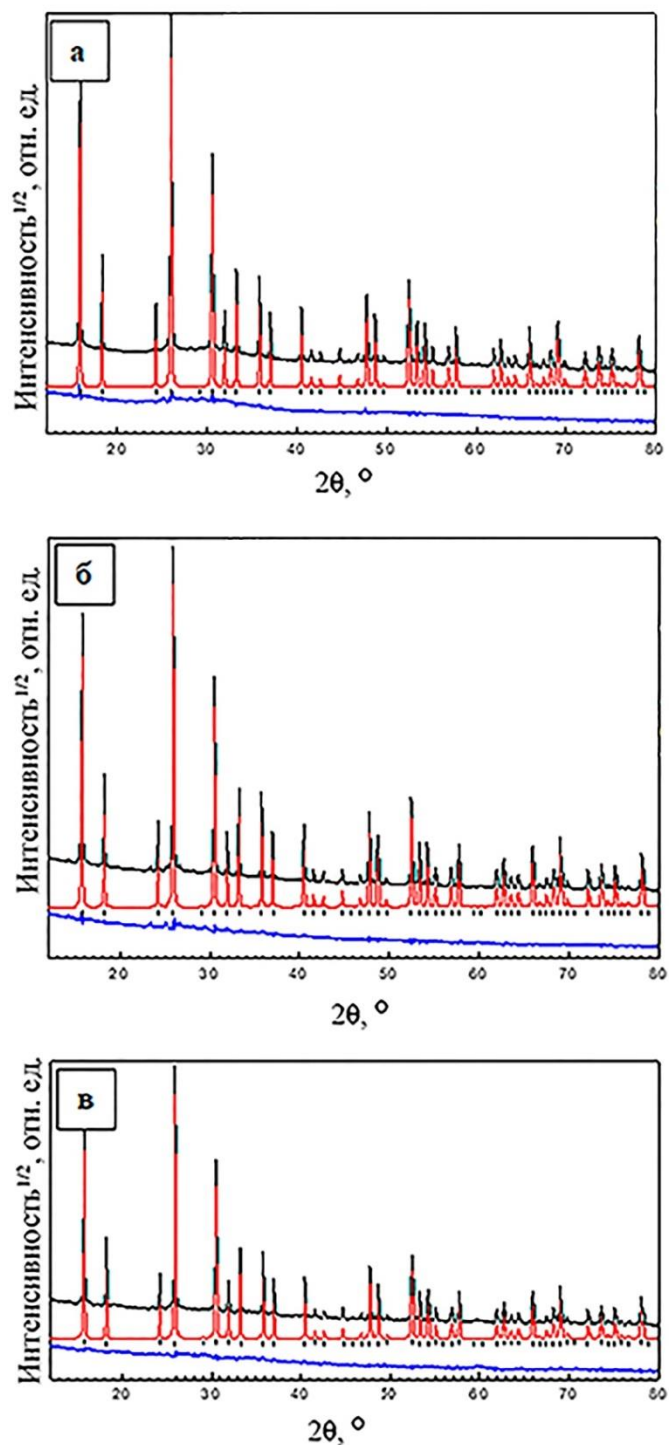 а
Интенсивность1/2, отн. ед.
20 30 40 50 60 70 80
2θ, °
б
Интенсивность1/2, отн. ед.
20 30 40 50 60 70 80
2θ, °
в
Интенсивность1/2, отн. ед.
20 30 40 50 60 70 80
2θ, °